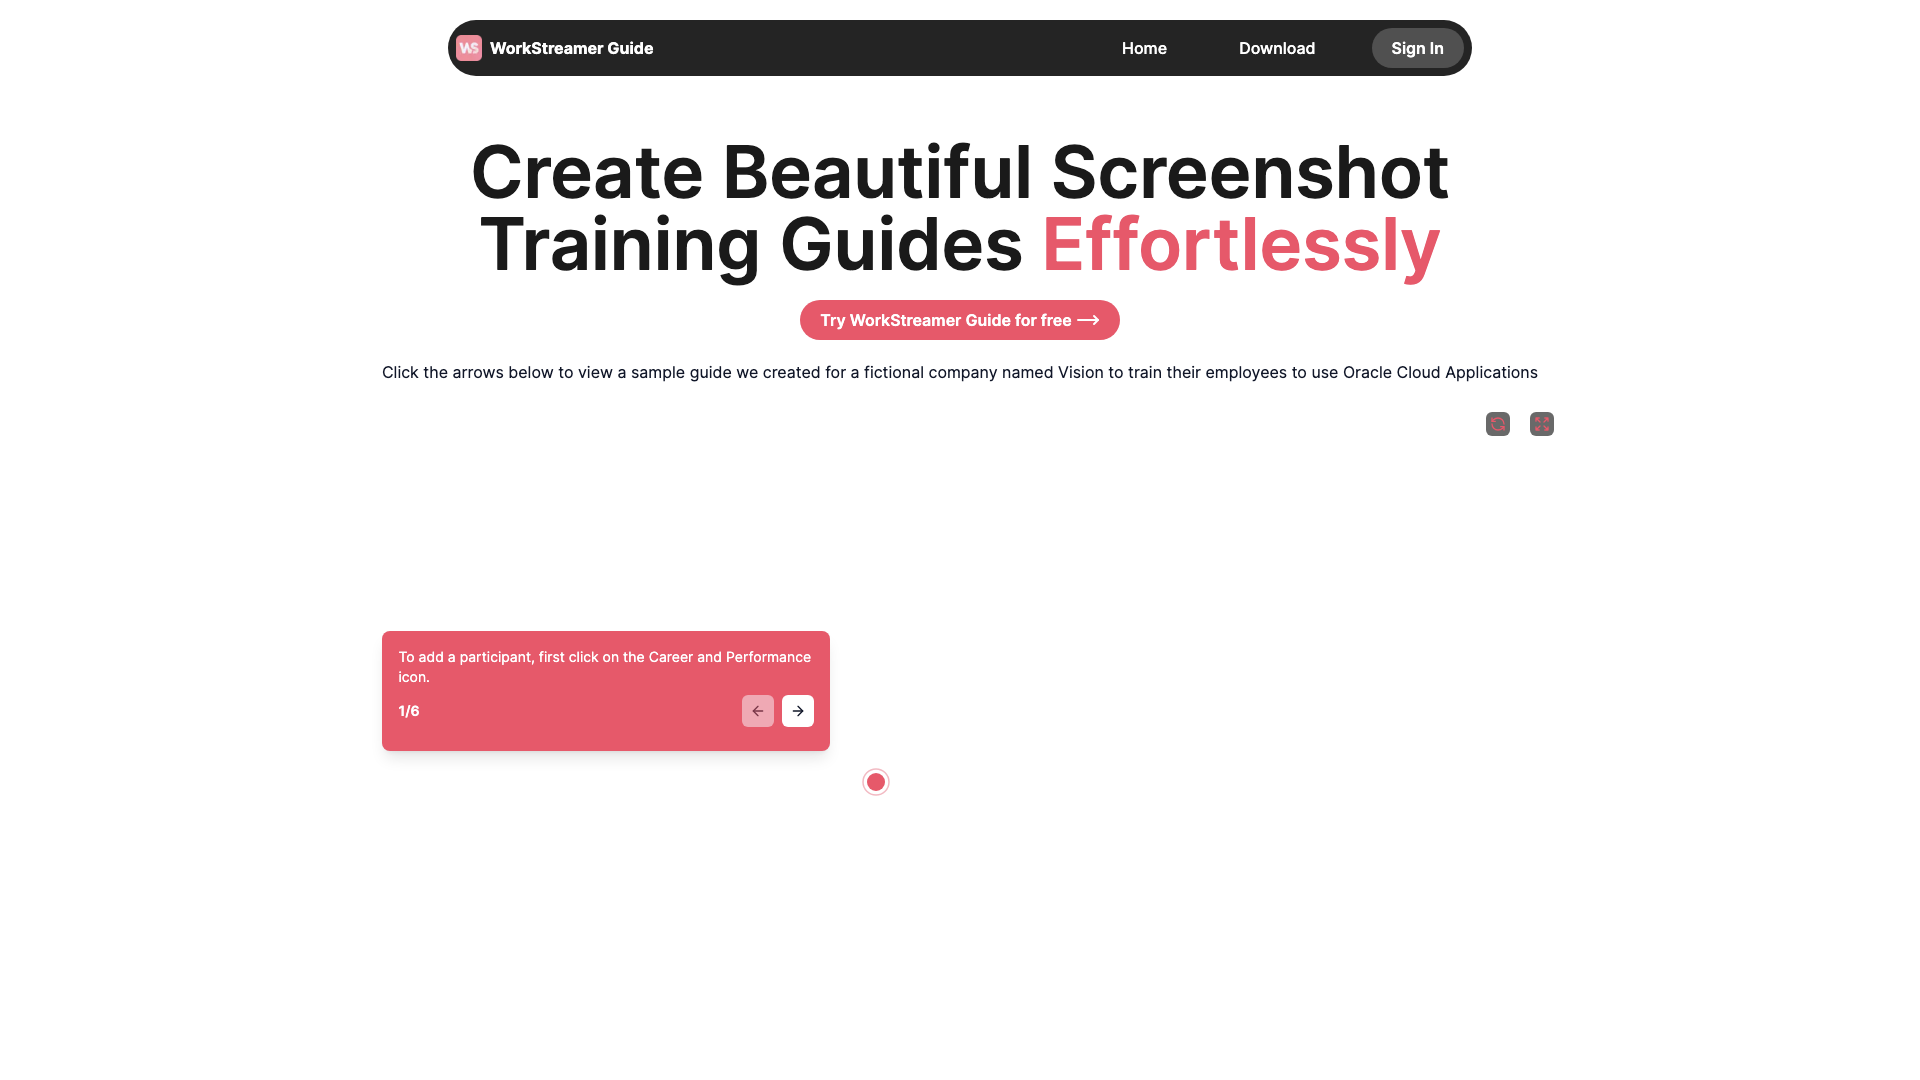 WS WorkStreamer Guide Home Download Sign In
Create Beautiful Screenshot
Training Guides Effortlessly
Try WorkStreamer Guide for free
Click the arrows below to view a sample guide we created for a fictional company named Vision to train their employees to use Oracle Cloud Applications
To add a participant, first click on the Career and Performance
icon.
1/6